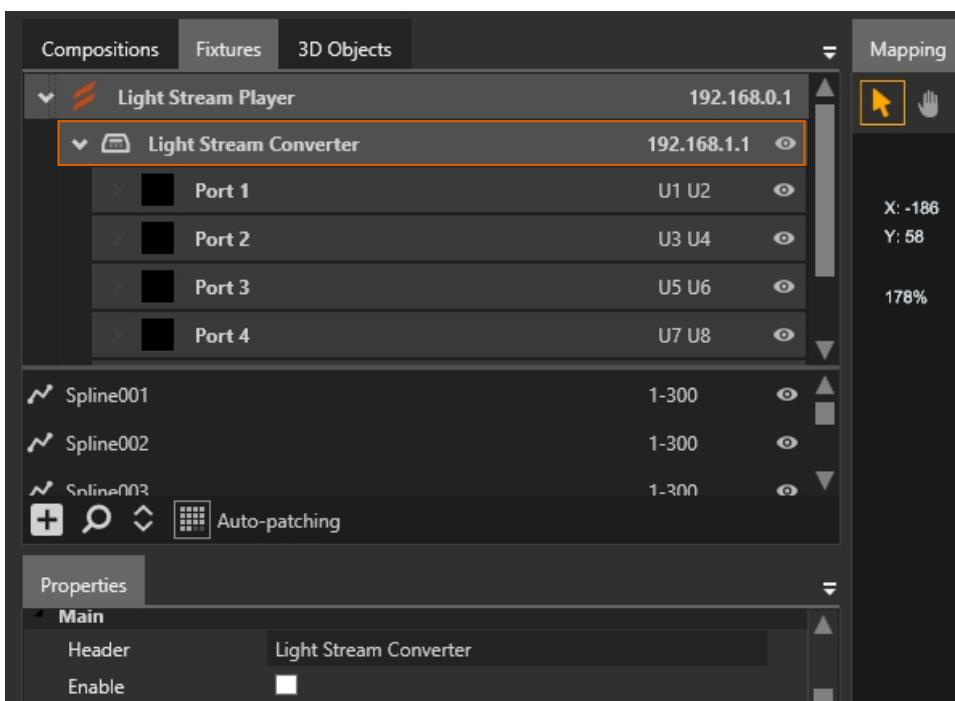 Compositions Fixtures 3D Objects Mapping
Light Stream Player 192.168.0.1
Light Stream Converter 192.168.1.1
Port 1 U1 U2
X: -186
Port 2 U3 U4
Y: 58
Port 3 U5 U6
178%
Port 4 U7 U8
Spline001 1-300
Spline002 1-300
Spline003 1-300
Auto-patching
Properties
Main
Header Light Stream Converter
Enable